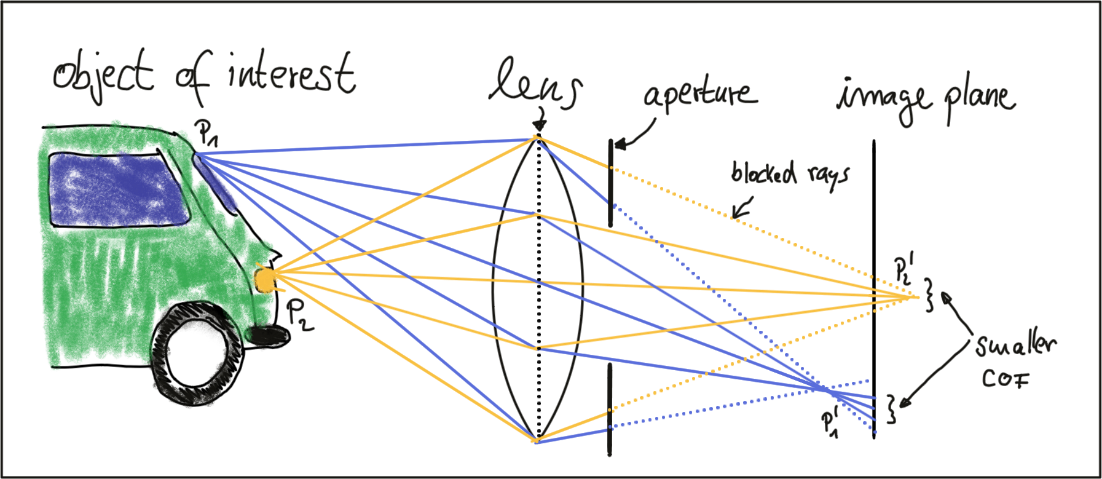 object of interest
lens
aperture
image plane
P1
blocked rays
P2'
P2
smaller
COF
P1'